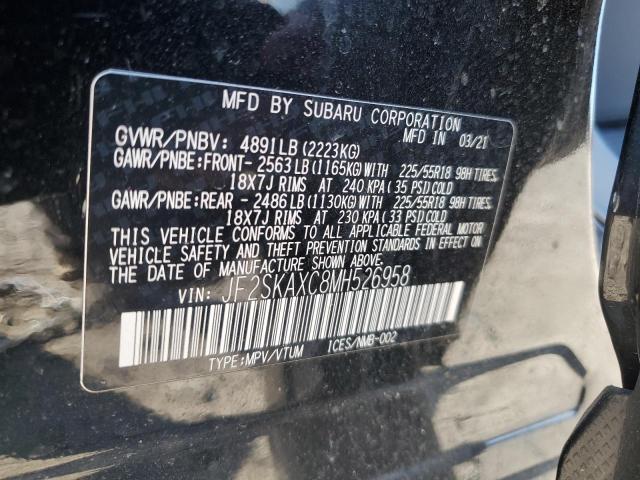 MFD BY SUBARU CORPORATION
MFD IN 03/21
GVWR/PNBV: 4891LB(2223KG)
GAWR/PNBE:FRONT- 2563LB(1165KG)WITH 225/55R18 98H TIRES,
18X7J RIMS AT 240 KPA(35 PSI)COLD
GAWR/PNBE:REAR - 2486LB(1130KG)WITH 225/55R18 98H TIRES,
18X7J RIMS AT 230 KPA(33 PSI)COLD
THIS VEHICLE CONFORMS TO ALL APPLICABLE FEDERAL MOTOR
VEHICLE SAFETY AND THEFT PREVENTION STANDARDS IN EFFECT ON
THE DATE OF MANUFACTURE SHOWN ABOVE.
VIN: JF2SKAXC8MH526958
TYPE:MPV/VTUM ICES/NMB-002